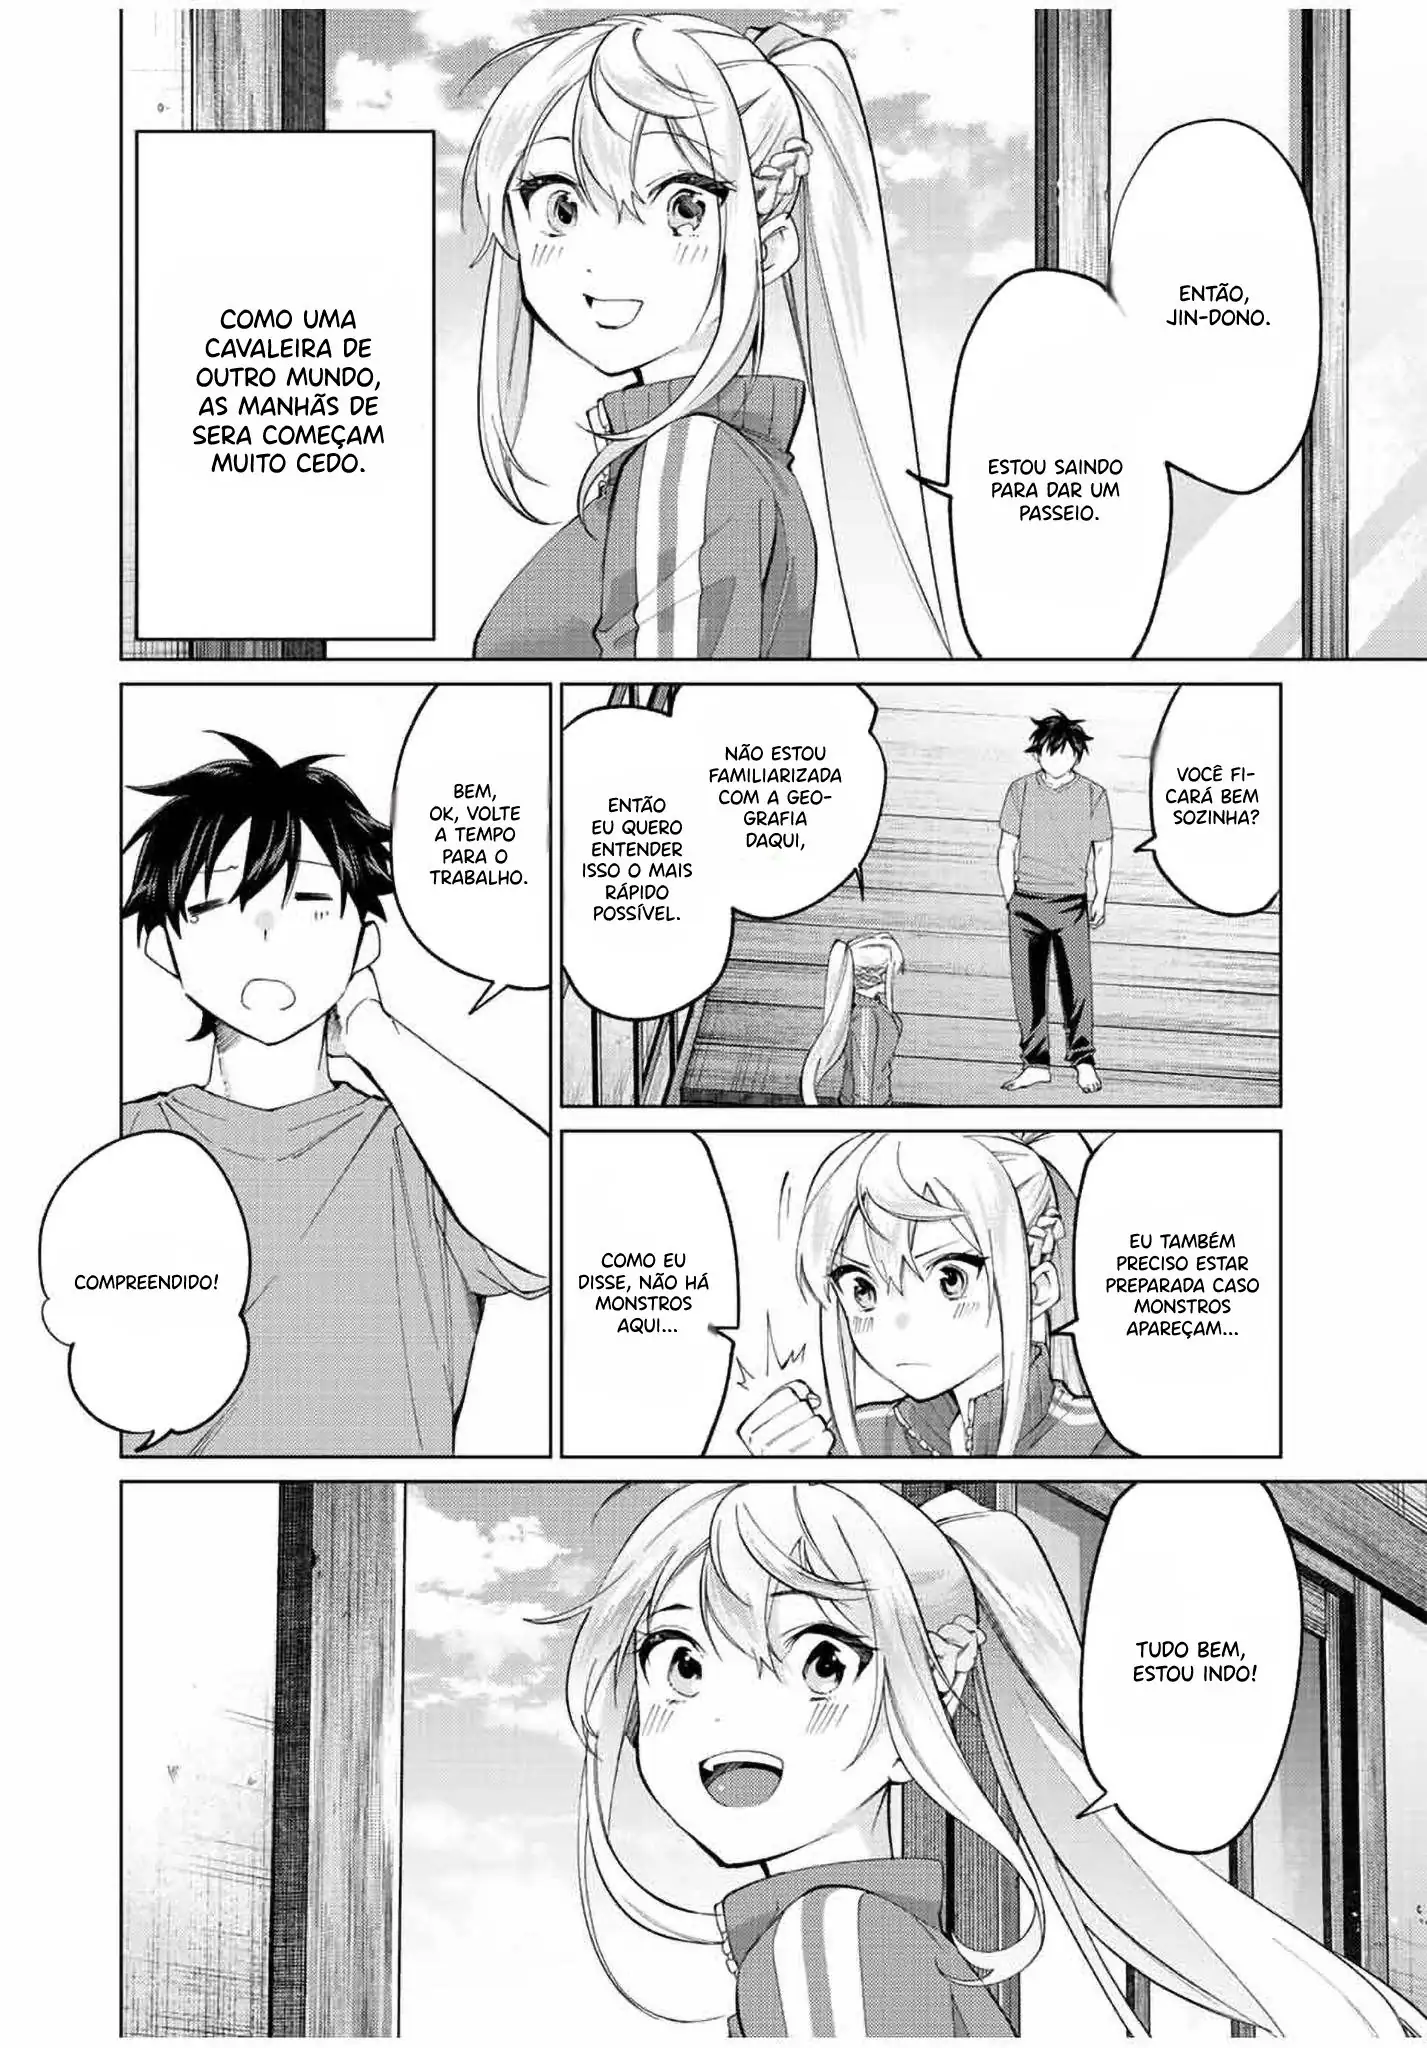 ENTÃO,
JIN-DONO.
ESTOU SAINDO
PARA DAR UM
PASSEIO.
COMO UMA
CAVALEIRA DE
OUTRO MUNDO,
AS MANHÃS DE
SERA COMEÇAM
MUITO CEDO.
VOCÊ FI-
CARÁ BEM
SOZINHA?
NÃO ESTOU
FAMILIARIZADA
COM A GEO-
GRAFIA
DAQUI,
ENTÃO
EU QUERO
ENTENDER
ISSO O MAIS
RÁPIDO
POSSÍVEL.
EU TAMBÉM
PRECISO ESTAR
PREPARADA CASO
MONSTROS
APAREÇAM...
COMO EU
DISSE, NÃO HÁ
MONSTROS
AQUI...
BEM,
OK, VOLTE
A TEMPO
PARA O
TRABALHO.
COMPREENDIDO!
TUDO BEM,
ESTOU INDO!